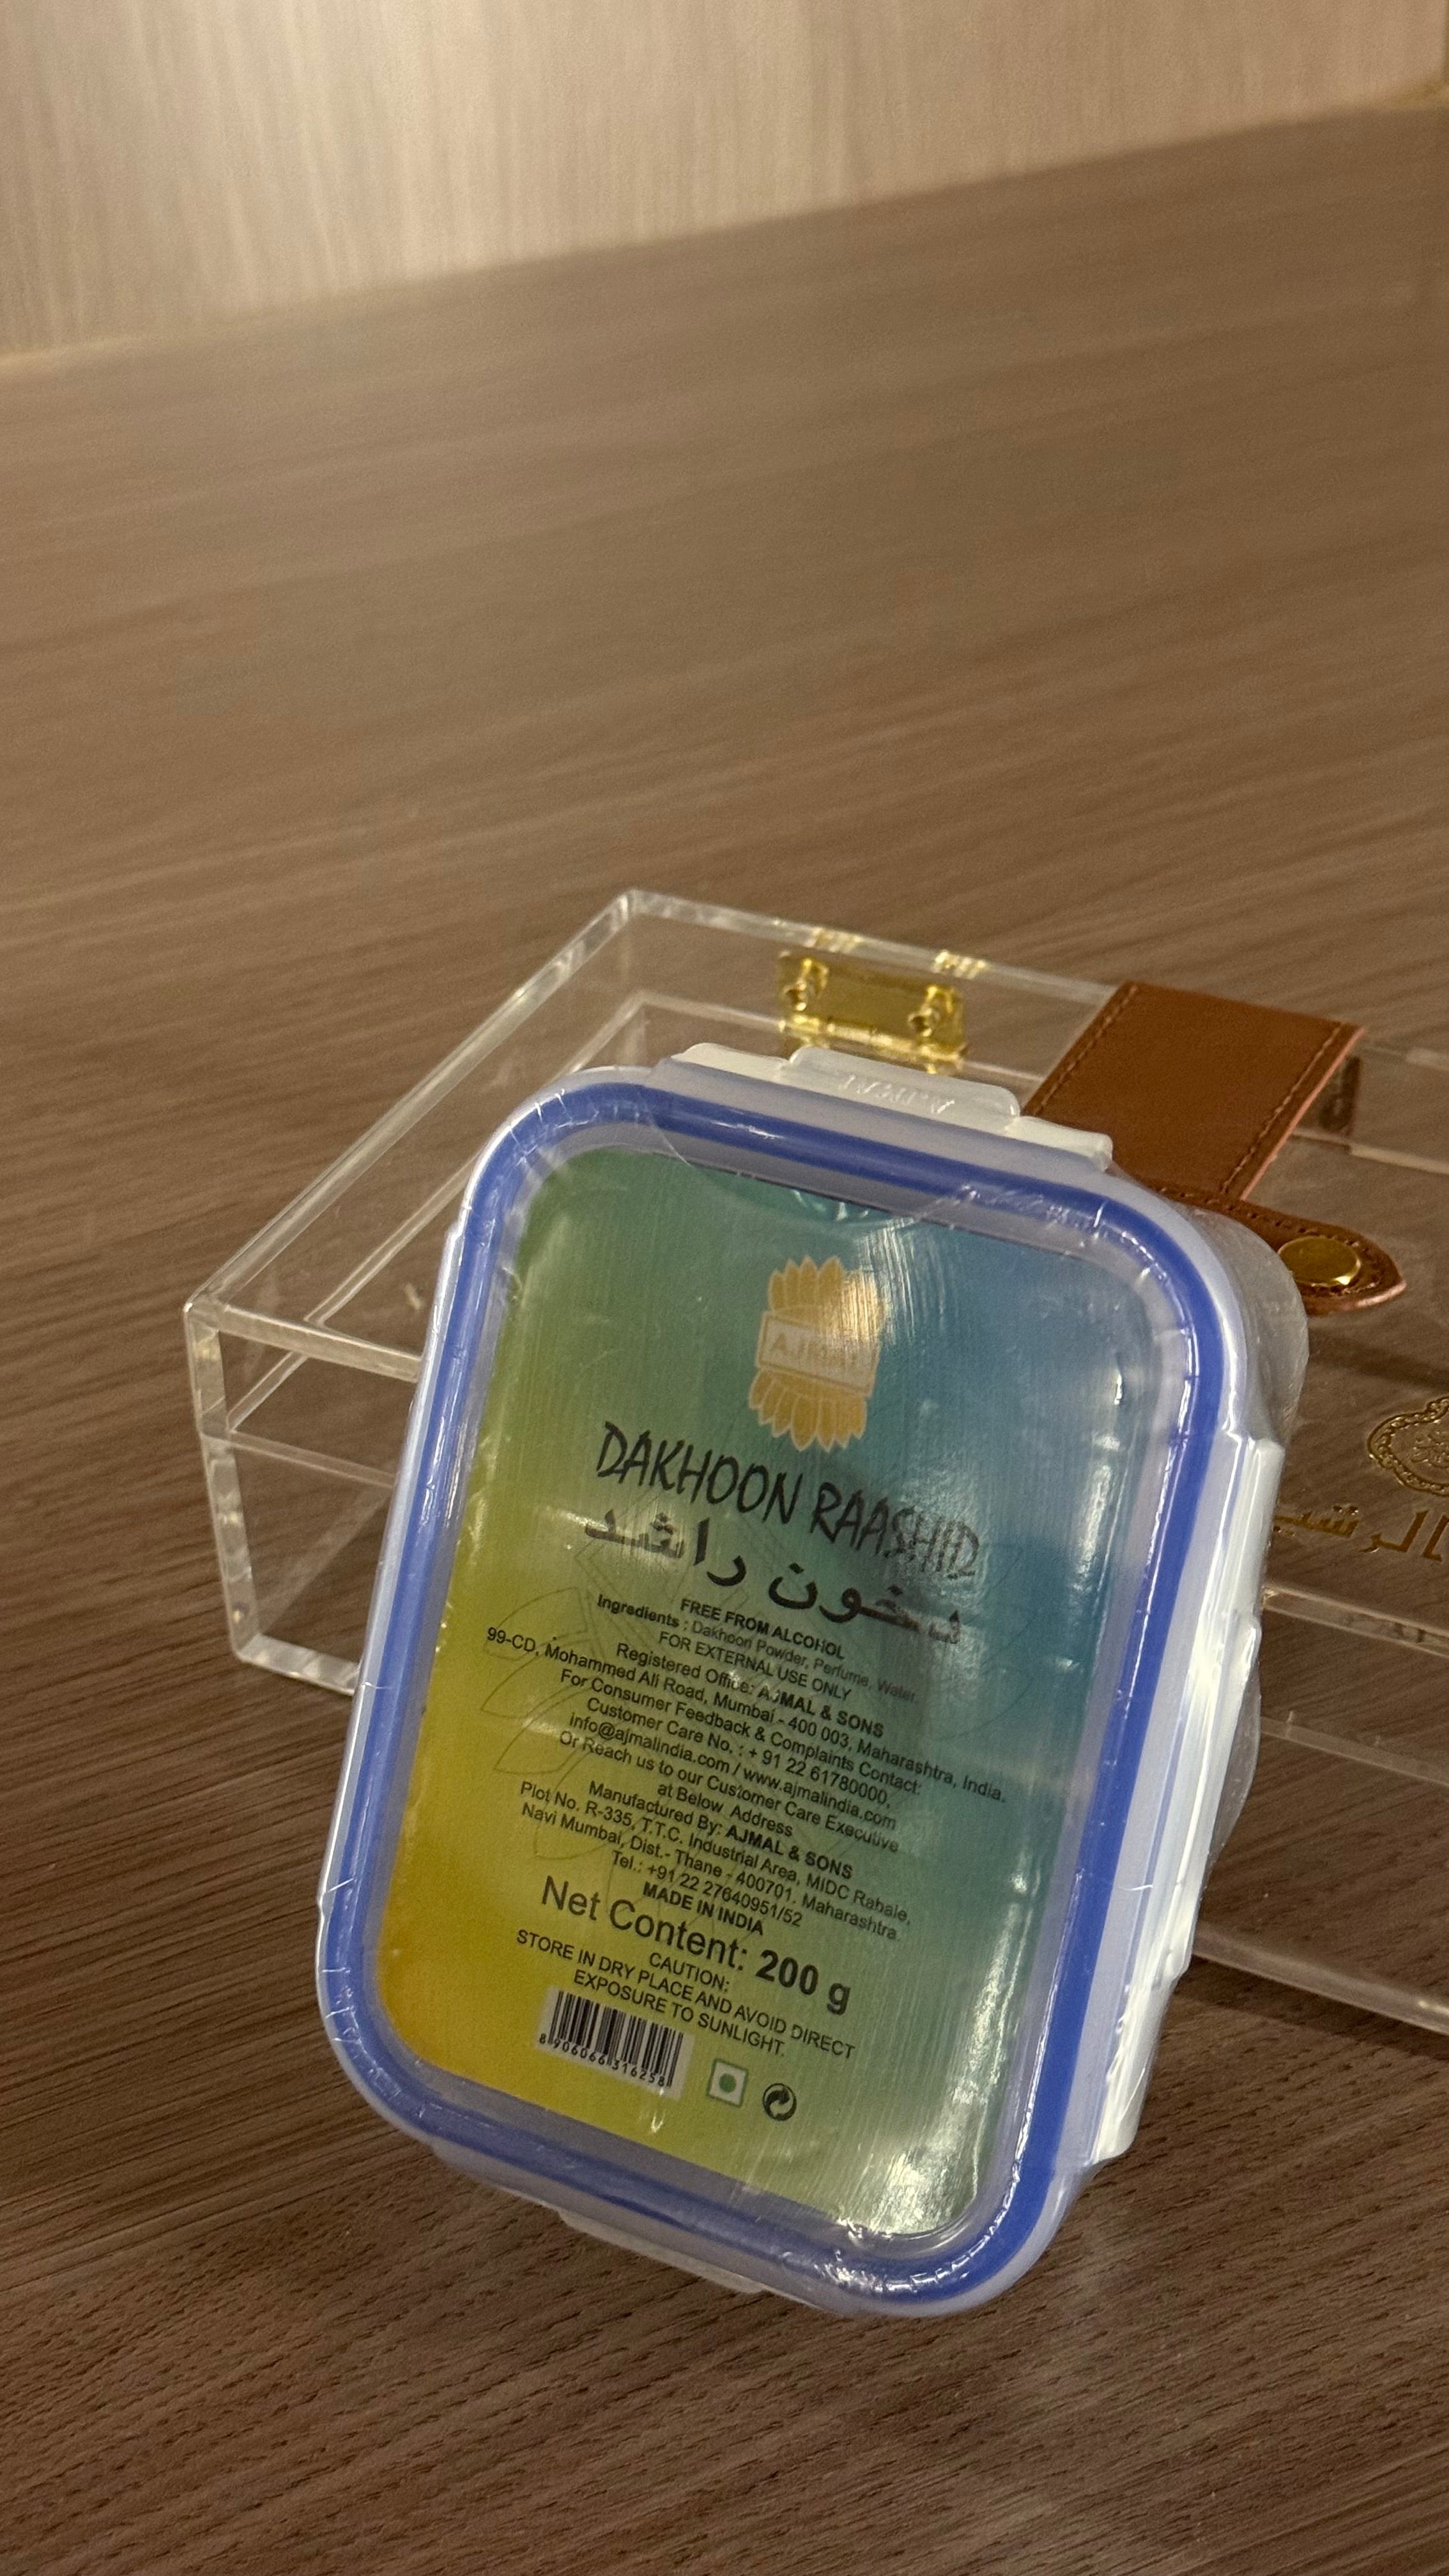 AJMAL
DAKHOON RAASHID
دخون راشد
FREE FROM ALCOHOL
Ingredients : Dakhoon Powder, Perfume, Water.
FOR EXTERNAL USE ONLY
Registered Office: AJMAL & SONS
99-CD, Mohammed Ali Road, Mumbai - 400 003, Maharashtra, India.
For Consumer Feedback & Complaints Contact:
Customer Care No. : + 91 22 61780000,
info@ajmalindia.com / www.ajmalindia.com
Or Reach us to our Customer Care Executive
at Below Address
Manufactured By: AJMAL & SONS
Plot No. R-335, T.T.C. Industrial Area, MIDC Rabale,
Navi Mumbai, Dist.- Thane - 400701. Maharashtra.
Tel.: +91 22 27640951/52
MADE IN INDIA
Net Content: 200 g
CAUTION:
STORE IN DRY PLACE AND AVOID DIRECT
EXPOSURE TO SUNLIGHT.
8 906066 316258